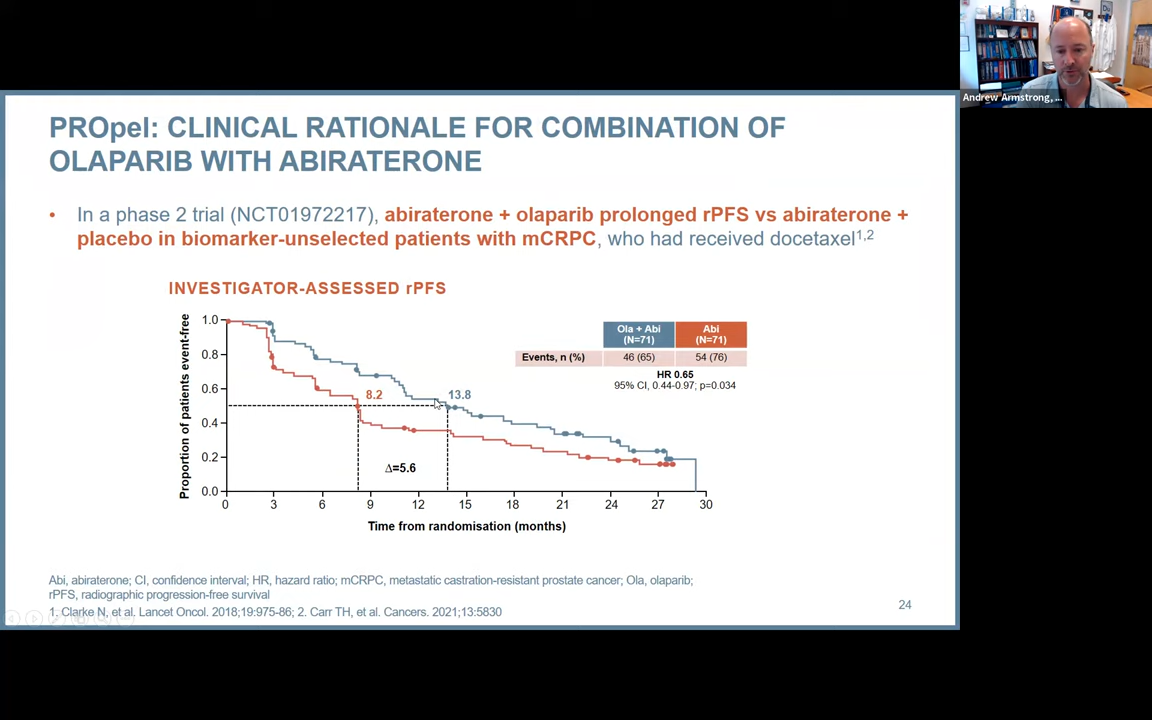 PROpel: CLINICAL RATIONALE FOR COMBINATION OF
OLAPARIB WITH ABIRATERONE
• In a phase 2 trial (NCT01972217), abiraterone + olaparib prolonged rPFS vs abiraterone +
placebo in biomarker-unselected patients with mCRPC, who had received docetaxel1,2
INVESTIGATOR-ASSESSED rPFS
Proportion of patients event-free
1.0
0.8
0.6
0.4
0.2
0.0
8.2
13.8
Δ=5.6
0 3 6 9 12 15 18 21 24 27 30
Time from randomisation (months)
Ola + Abi (N=71) Abi (N=71)
Events, n (%) 46 (65) 54 (76)
HR 0.65
95% CI, 0.44-0.97; p=0.034
Abi, abiraterone; CI, confidence interval; HR, hazard ratio; mCRPC, metastatic castration-resistant prostate cancer; Ola, olaparib;
rPFS, radiographic progression-free survival
1. Clarke N, et al. Lancet Oncol. 2018;19:975-86; 2. Carr TH, et al. Cancers. 2021;13:5830
24
Andrew Armstrong, ...